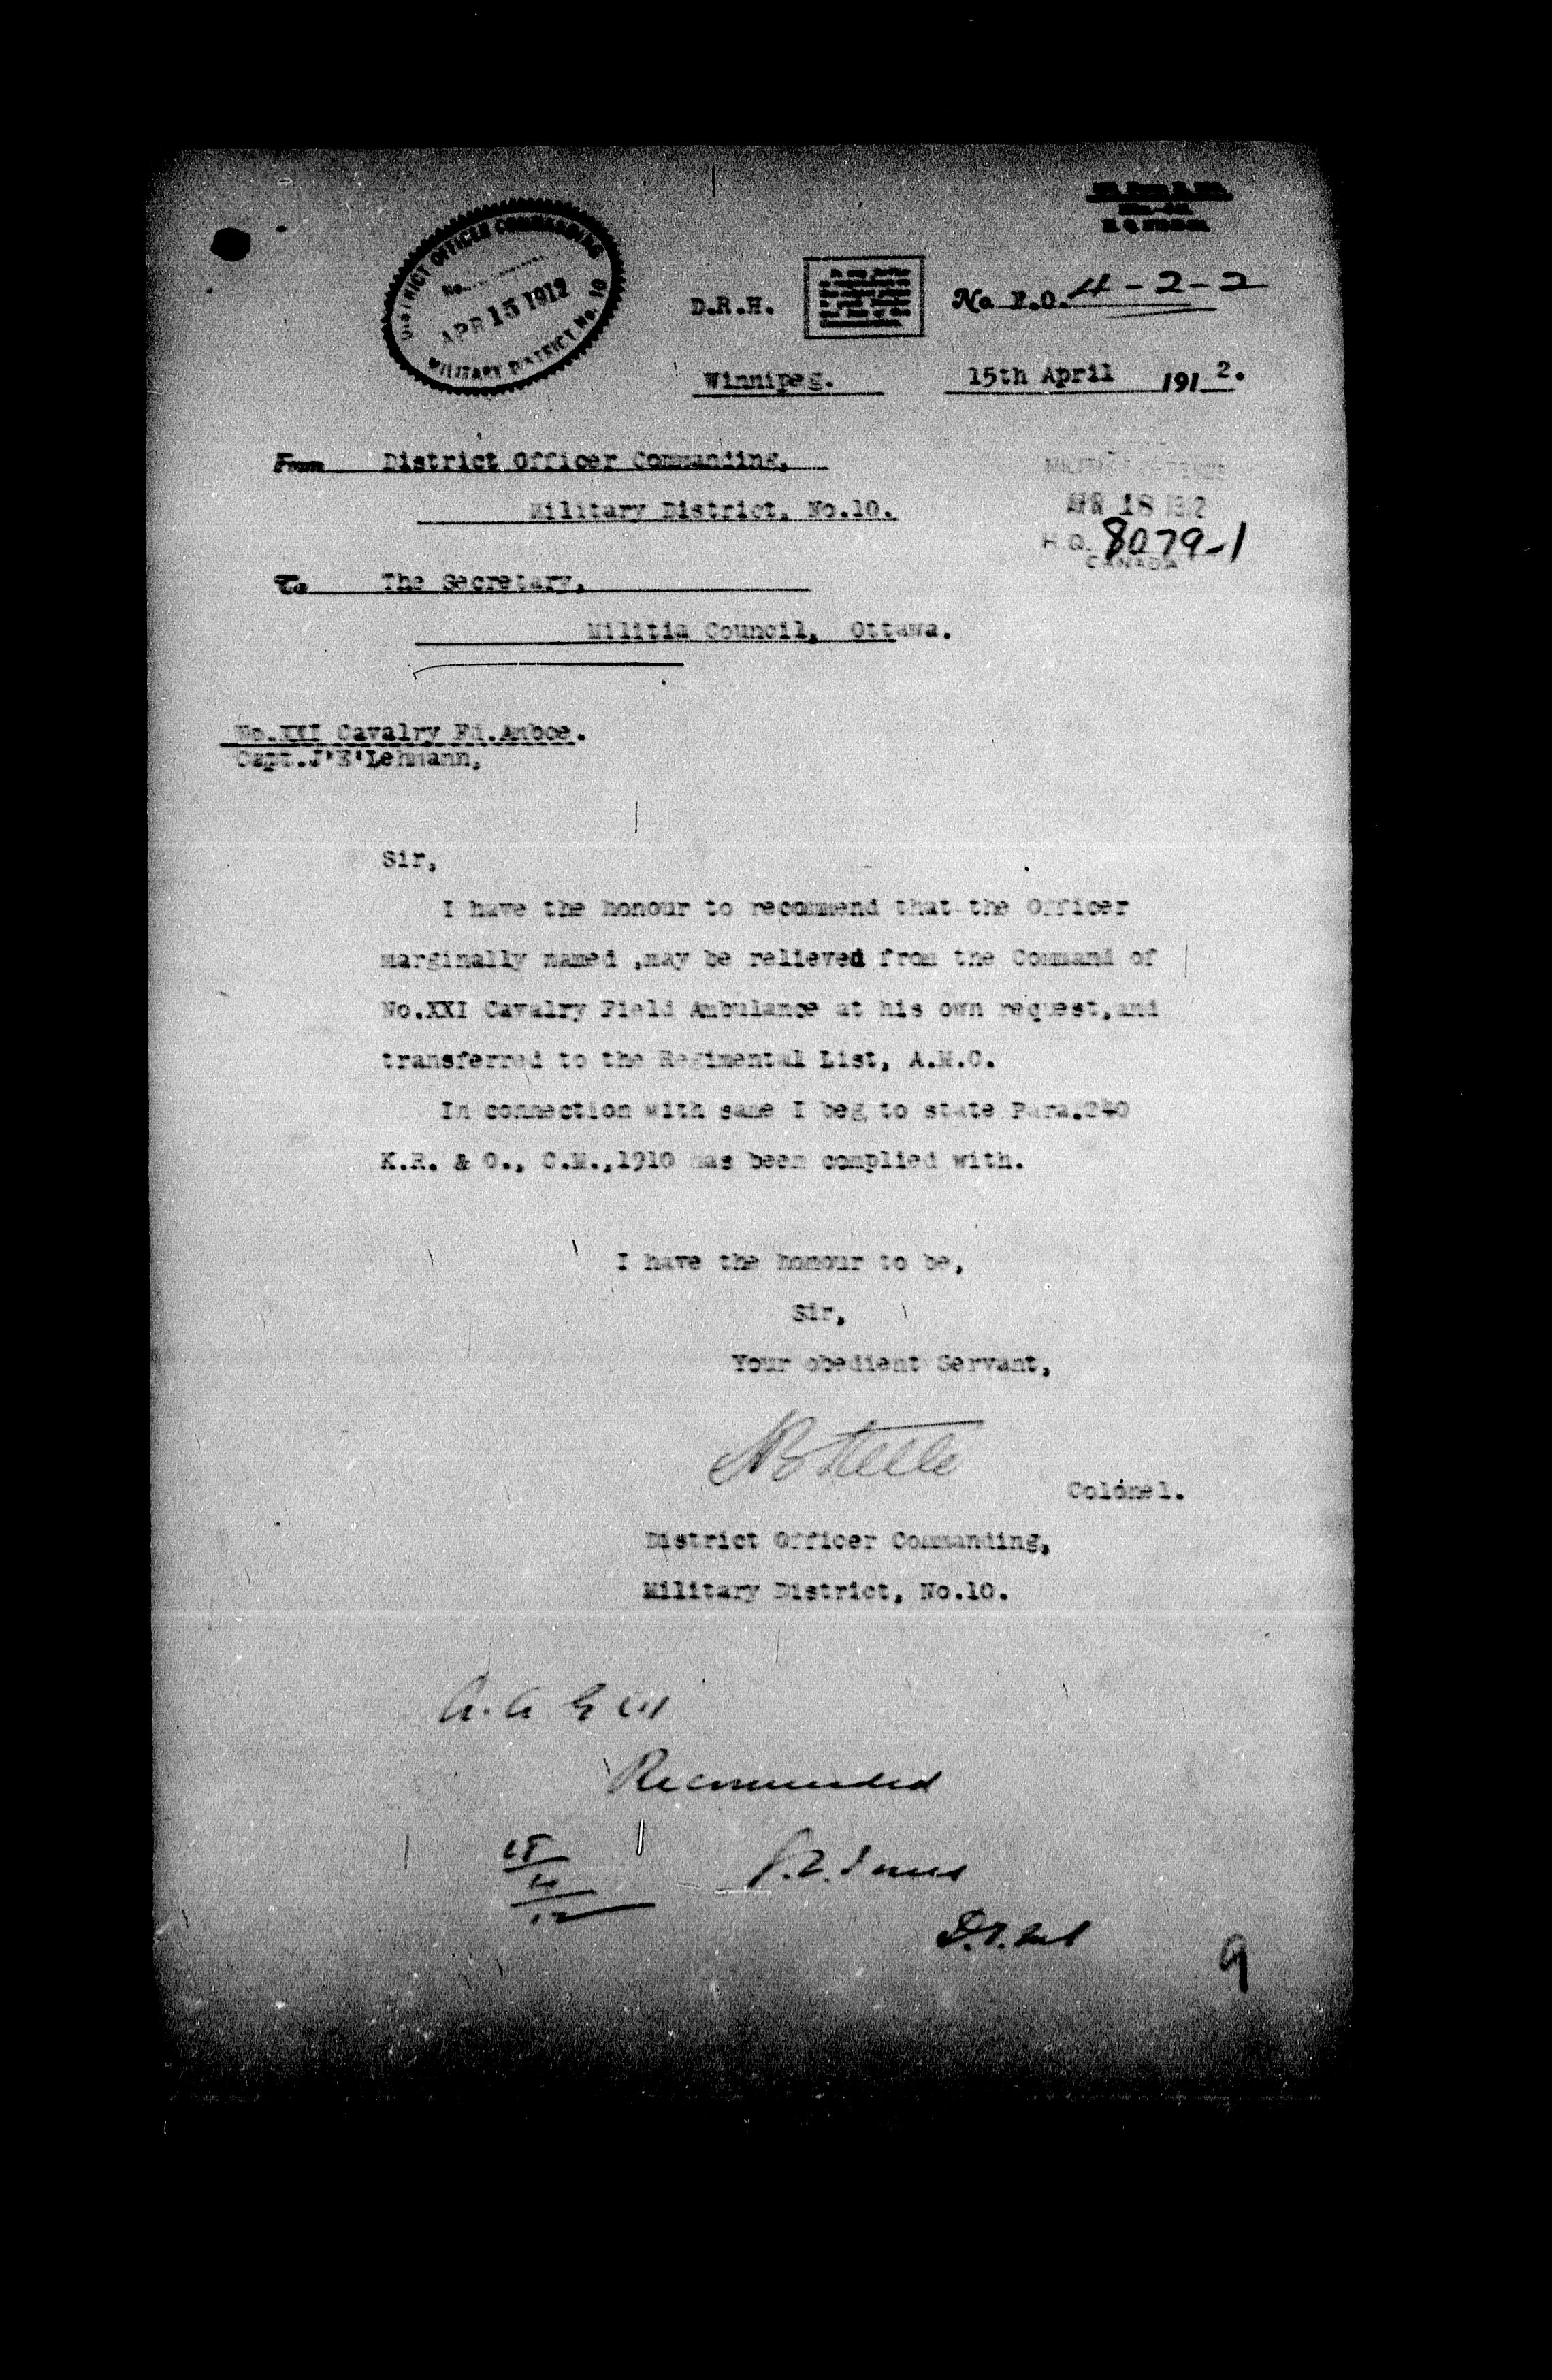 DISTRICT OFFICER COMMANDING
No.
APR 15 1912
MILITARY DISTRICT No. 10
D.R.H.
No F.O. 4-2-2
Winnipeg. 15th April 1912.
From District Officer Commanding,
Military District, No.10.
APR 18 1912
H.Q. 8079-1
CANADA
To The Secretary,
Militia Council, Ottawa.
No.XXI Cavalry Fd.Ambce.
Capt.J'E'Lehmann,
Sir,
I have the honour to recommend that the Officer
marginally named ,may be relieved from the Command of
No.XXI Cavalry Field Ambulance at his own request,and
transferred to the Regimental List, A.M.C.
In connection with same I beg to state Para.240
K.R. & O., C.M.,1910 has been complied with.
I have the honour to be,
Sir,
Your obedient Servant,
Steele
Colonel.
District Officer Commanding,
Military District, No.10.
Recommended
9